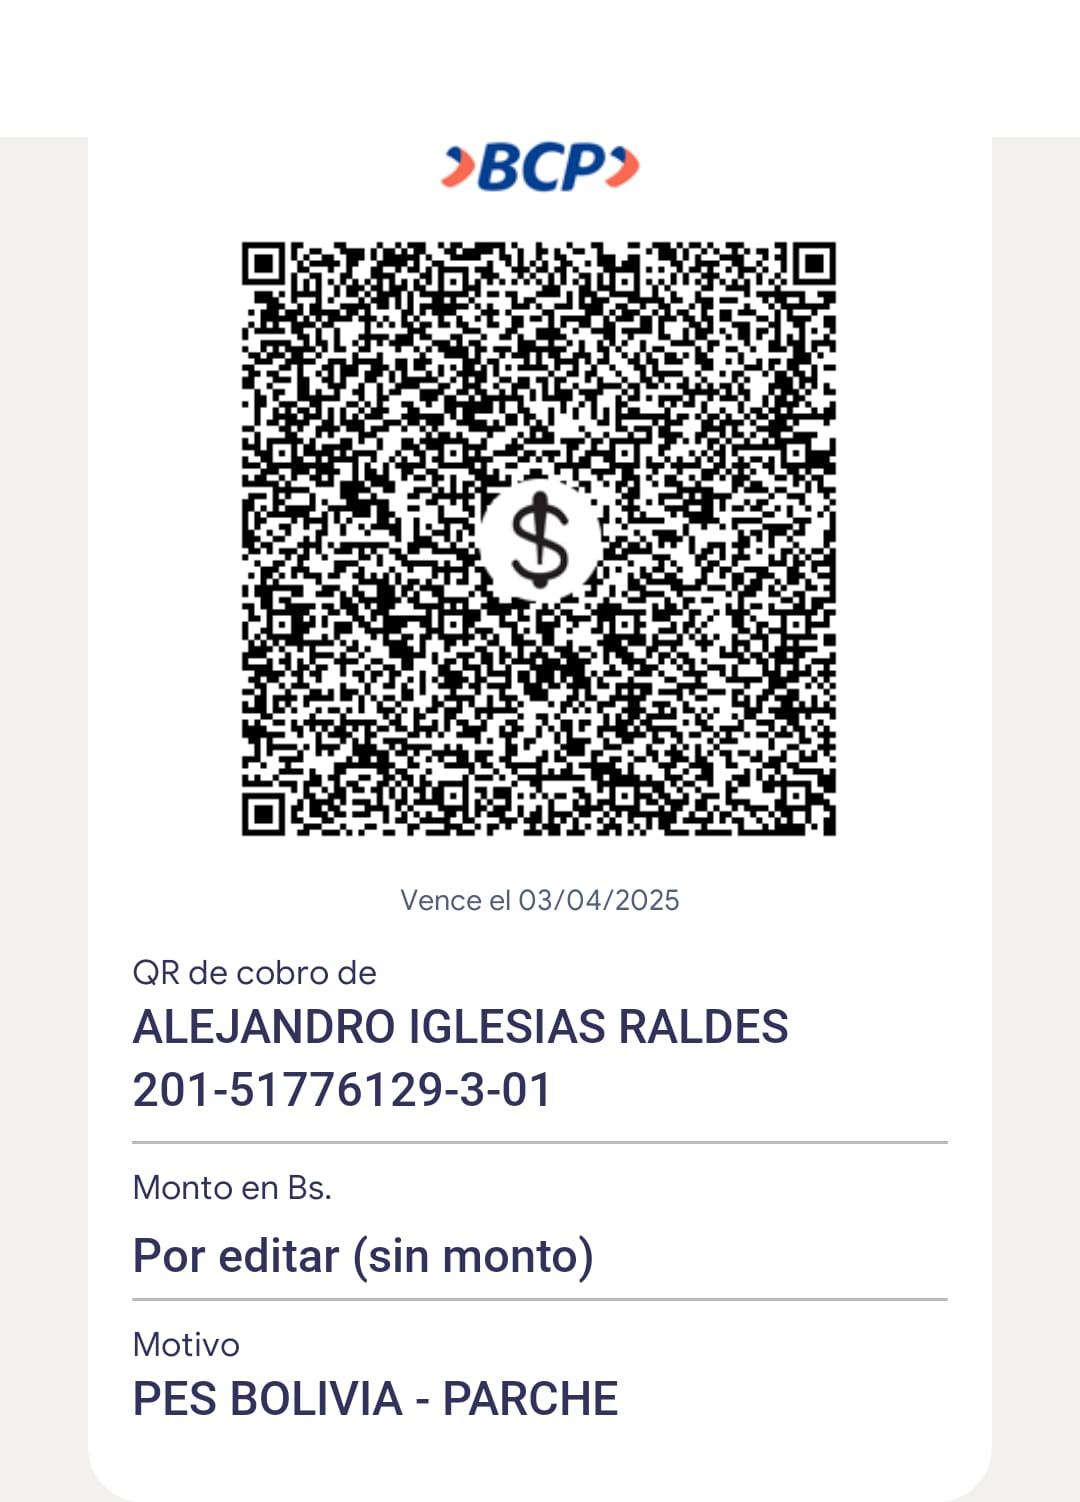 BCP
$
Vence el 03/04/2025
QR de cobro de
ALEJANDRO IGLESIAS RALDES
201-51776129-3-01
Monto en Bs.
Por editar (sin monto)
Motivo
PES BOLIVIA - PARCHE